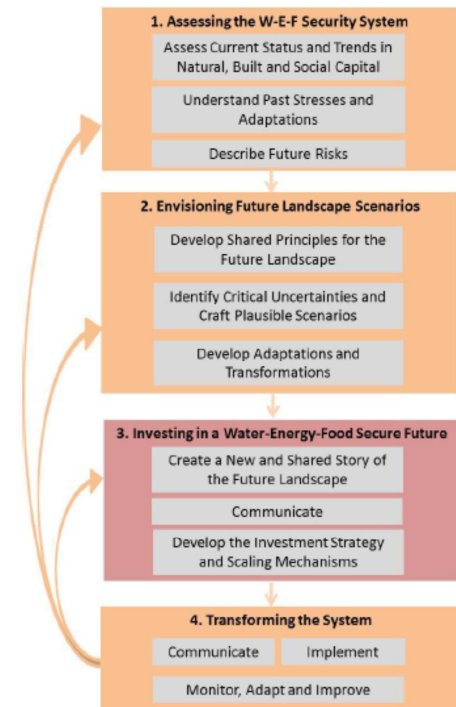 1. Assessing the W-E-F Security System
Assess Current Status and Trends in
Natural, Built and Social Capital
Understand Past Stresses and
Adaptations
Describe Future Risks
2. Envisioning Future Landscape Scenarios
Develop Shared Principles for the
Future Landscape
Identify Critical Uncertainties and
Craft Plausible Scenarios
Develop Adaptations and
Transformations
3. Investing in a Water-Energy-Food Secure Future
Create a New and Shared Story of
the Future Landscape
Communicate
Develop the Investment Strategy
and Scaling Mechanisms
4. Transforming the System
Communicate Implement
Monitor, Adapt and Improve